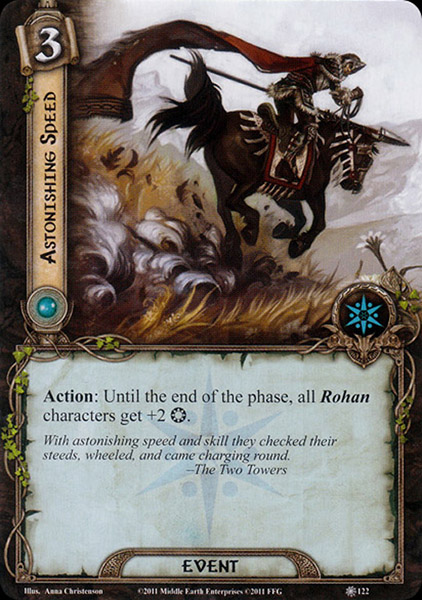 3
ASTONISHING SPEED
Action: Until the end of the phase, all Rohan
characters get +2 .
With astonishing speed and skill they checked their
steeds, wheeled, and came charging round.
–The Two Towers
EVENT
Illus. Anna Christenson ©2011 Middle Earth Enterprises ©2011 FFG 122